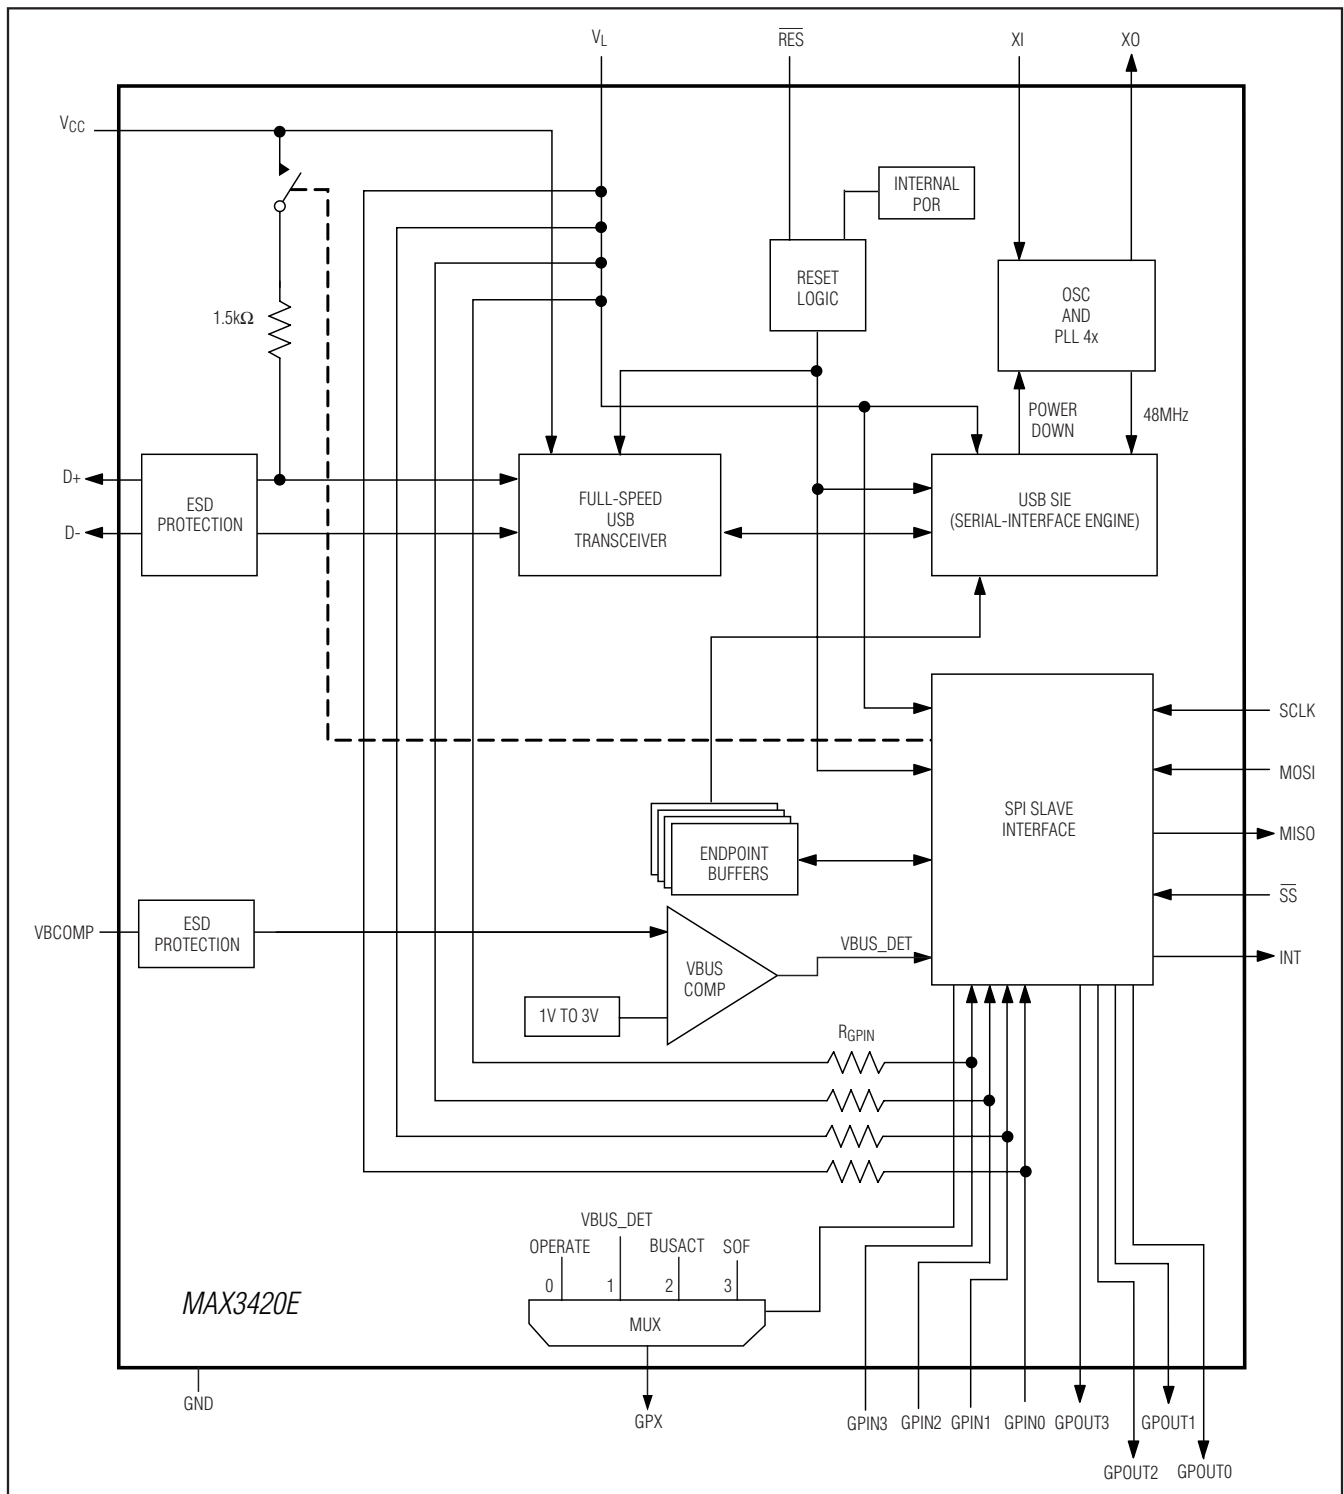 VL
RES
XI
XO
VCC
INTERNAL
POR
RESET
LOGIC
OSC
AND
PLL 4x
1.5kΩ
POWER
DOWN
48MHz
D+
D-
ESD
PROTECTION
FULL-SPEED
USB
TRANSCEIVER
USB SIE
(SERIAL-INTERFACE ENGINE)
SCLK
MOSI
MISO
SS
INT
SPI SLAVE
INTERFACE
ENDPOINT
BUFFERS
VBCOMP
ESD
PROTECTION
VBUS
COMP
VBUS_DET
1V TO 3V
RGPIN
VBUS_DET
OPERATE
BUSACT
SOF
0
1
2
3
MUX
MAX3420E
GND
GPX
GPIN3
GPIN2
GPIN1
GPIN0
GPOUT3
GPOUT1
GPOUT2
GPOUT0